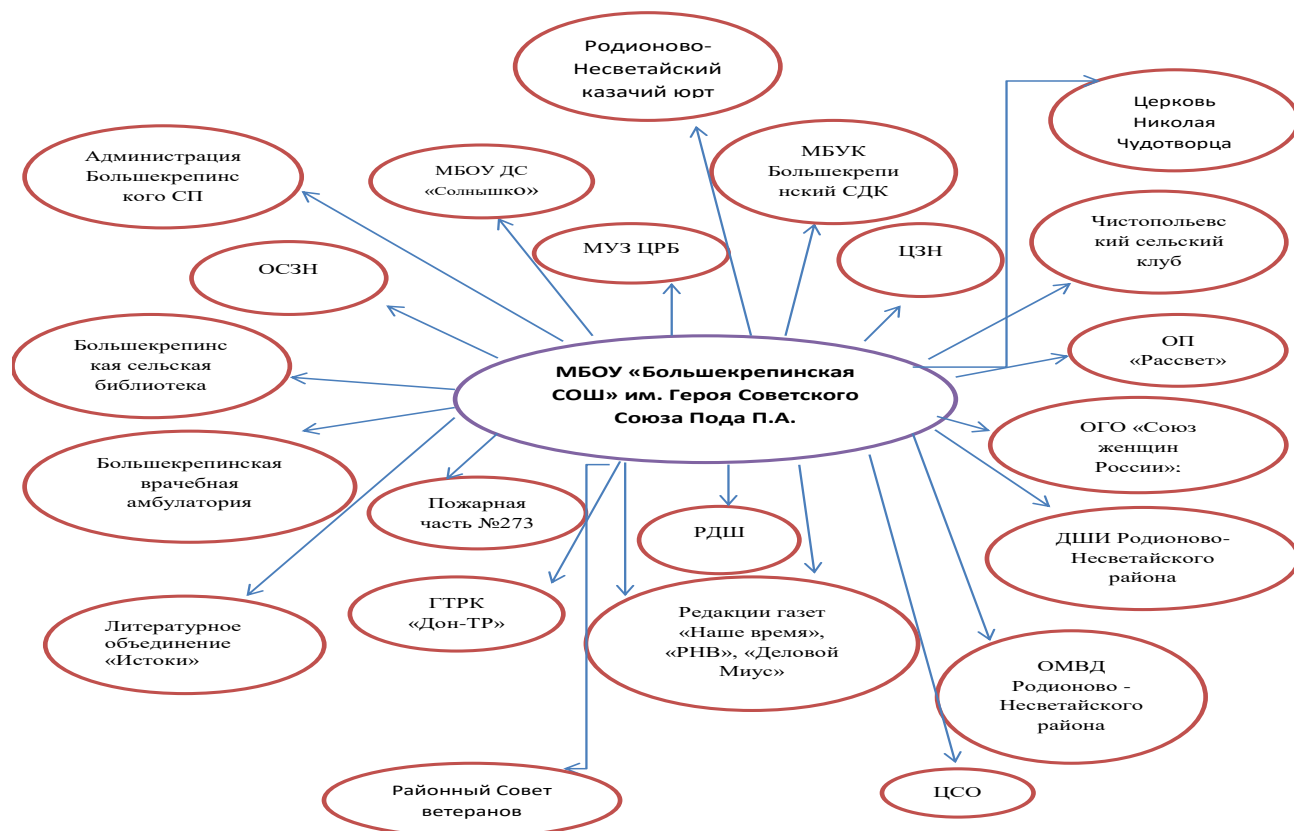 Родионово-
Несветайский
казачий юрт
Церковь
Николая
Чудотворца
Администрация
Большекрепинс
кого СП
МБОУ ДС
«Солнышко»
МБУК
Большекрепи
нский СДК
Чистопольевс
кий сельский
клуб
МУЗ ЦРБ
ЦЗН
ОСЗН
Большекрепинс
кая сельская
библиотека
ОП
«Рассвет»
МБОУ «Большекрепинская
СОШ» им. Героя Советского
Союза Пода П.А.
ОГО «Союз
женщин
России»:
Большекрепинская
врачебная
амбулатория
Пожарная
часть №273
РДШ
ДШИ Родионово-
Несветайского
района
Литературное
объединение
«Истоки»
ГТРК
«Дон-ТР»
Редакции газет
«Наше время»,
«РНВ», «Деловой
Миус»
ОМВД
Родионово -
Несветайского
района
Районный Совет
ветеранов
ЦСО